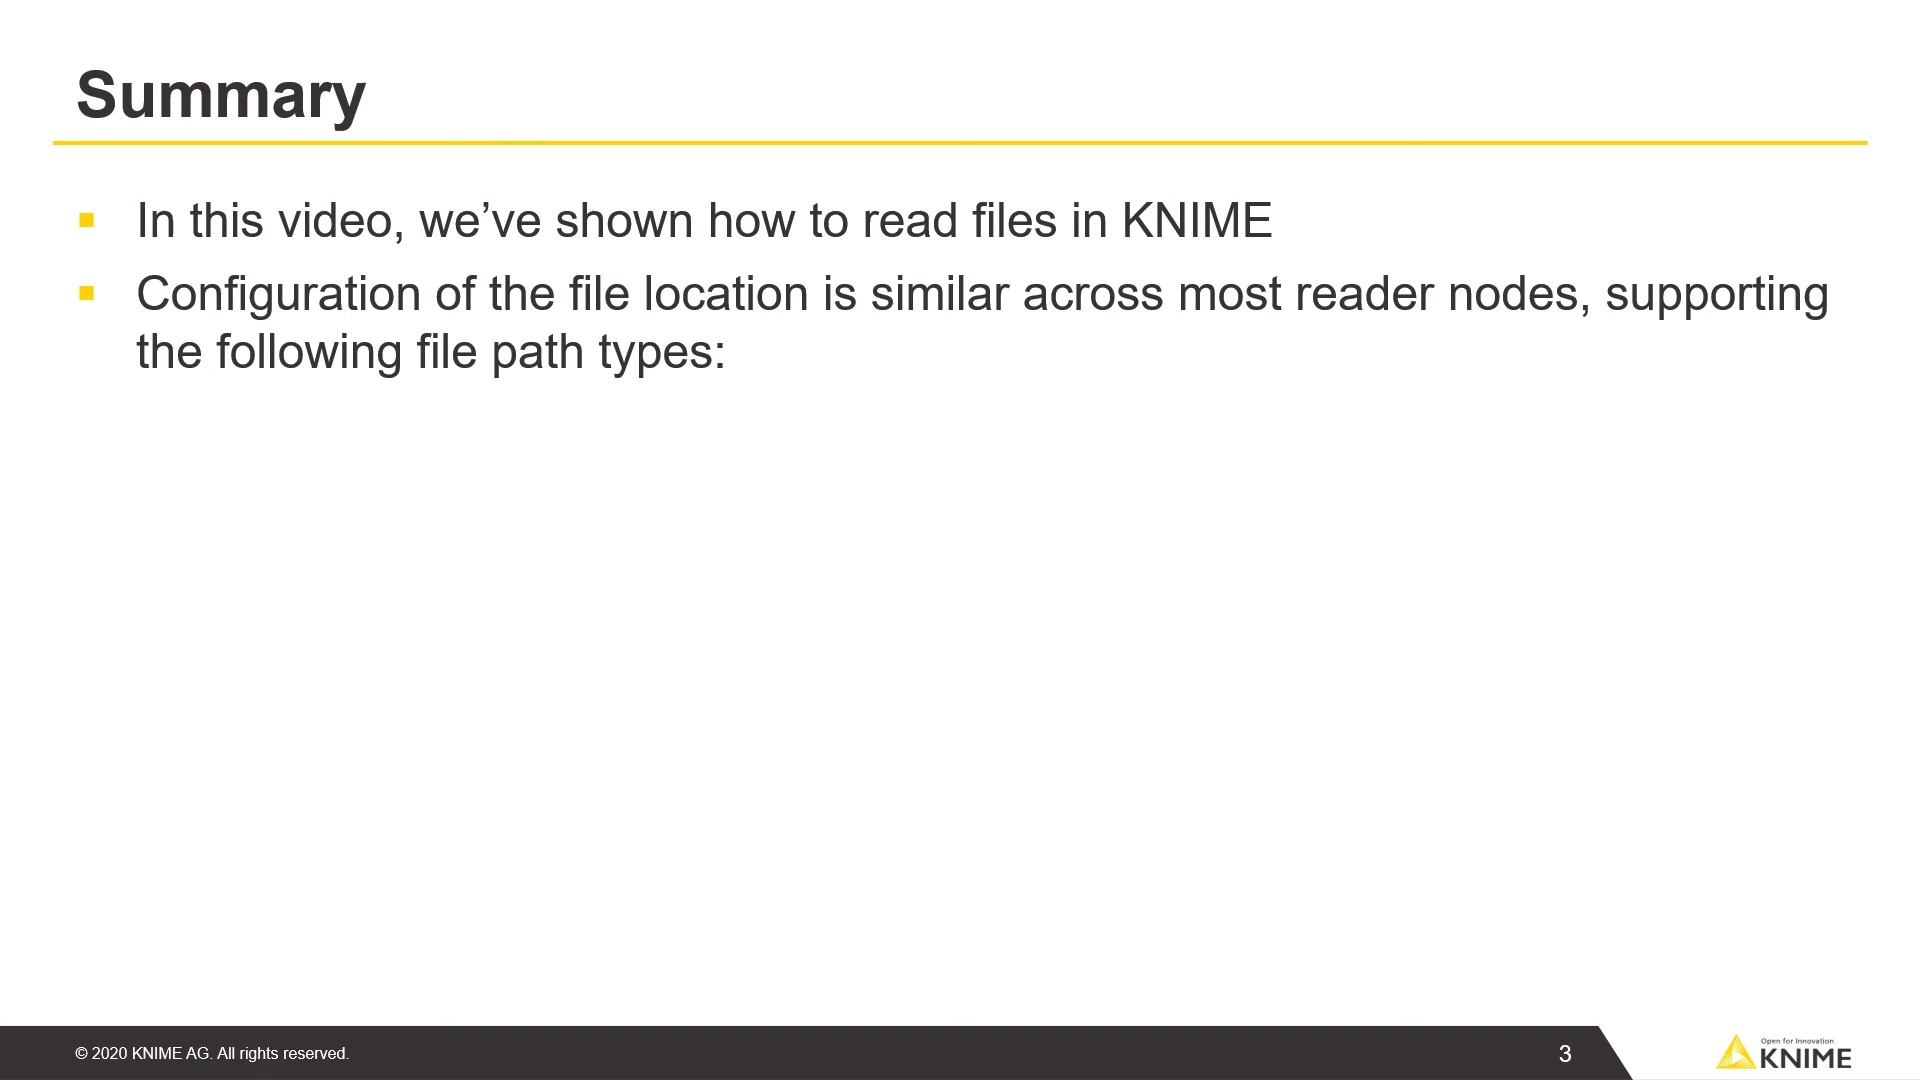 Summary
In this video, we’ve shown how to read files in KNIME
Configuration of the file location is similar across most reader nodes, supporting
the following file path types:
© 2020 KNIME AG. All rights reserved.
3
Open for Innovation
KNIME